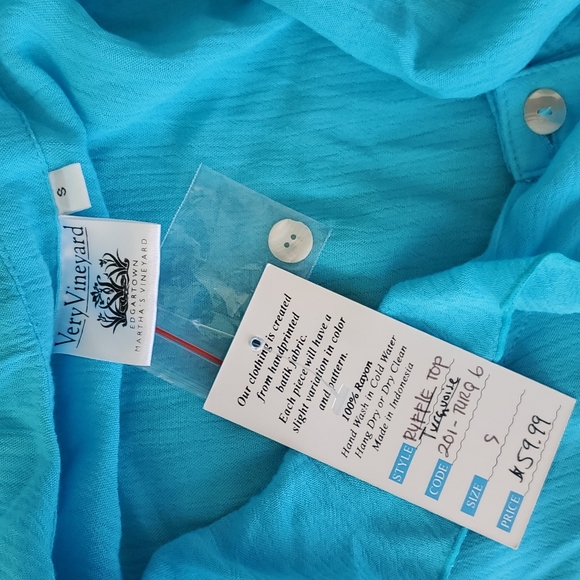 S
Very Vineyard
EDGARTOWN
MARTHA'S VINEYARD
Our clothing is created
from handprinted
batik fabric.
Each piece will have a
slight variation in color
and pattern.
100% Rayon
Hand Wash in Cold Water
Hang Dry or Dry Clean
Made in Indonesia
STYLE RUFFLE TOP
Turquoise
CODE 201-TURQ 6
SIZE S
PRICE $59.99